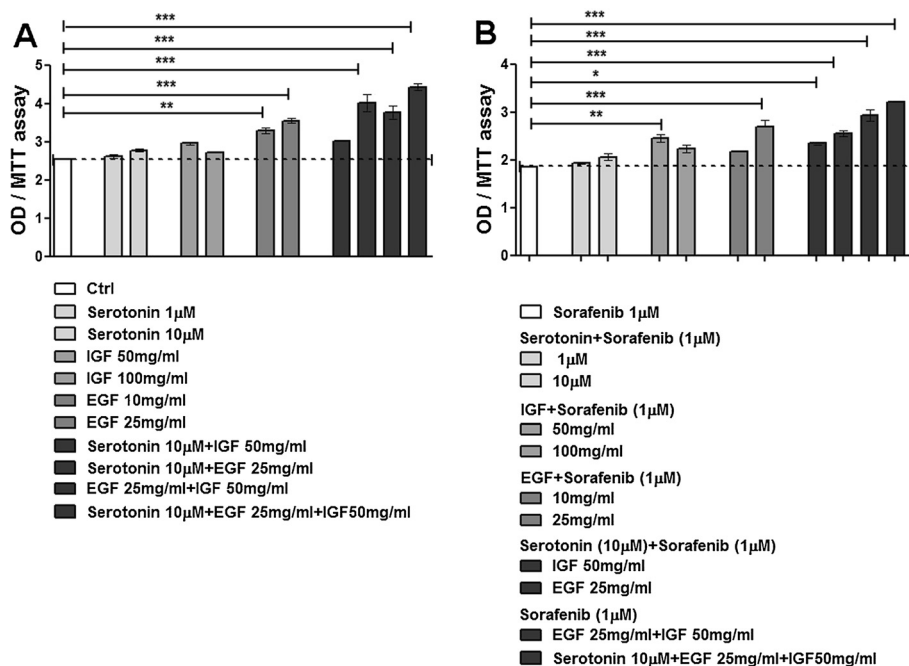 A
***
***
***
***
**
OD / MTT assay
5
4
3
2
1
0
Ctrl
Serotonin 1µM
Serotonin 10µM
IGF 50mg/ml
IGF 100mg/ml
EGF 10mg/ml
EGF 25mg/ml
Serotonin 10µM+IGF 50mg/ml
Serotonin 10µM+EGF 25mg/ml
EGF 25mg/ml+IGF 50mg/ml
Serotonin 10µM+EGF 25mg/ml+IGF50mg/ml
B
***
***
***
*
***
**
OD / MTT assay
4
3
2
1
0
Sorafenib 1µM
Serotonin+Sorafenib (1µM)
1µM
10µM
IGF+Sorafenib (1µM)
50mg/ml
100mg/ml
EGF+Sorafenib (1µM)
10mg/ml
25mg/ml
Serotonin (10µM)+Sorafenib (1µM)
IGF 50mg/ml
EGF 25mg/ml
Sorafenib (1µM)
EGF 25mg/ml+IGF 50mg/ml
Serotonin 10µM+EGF 25mg/ml+IGF50mg/ml